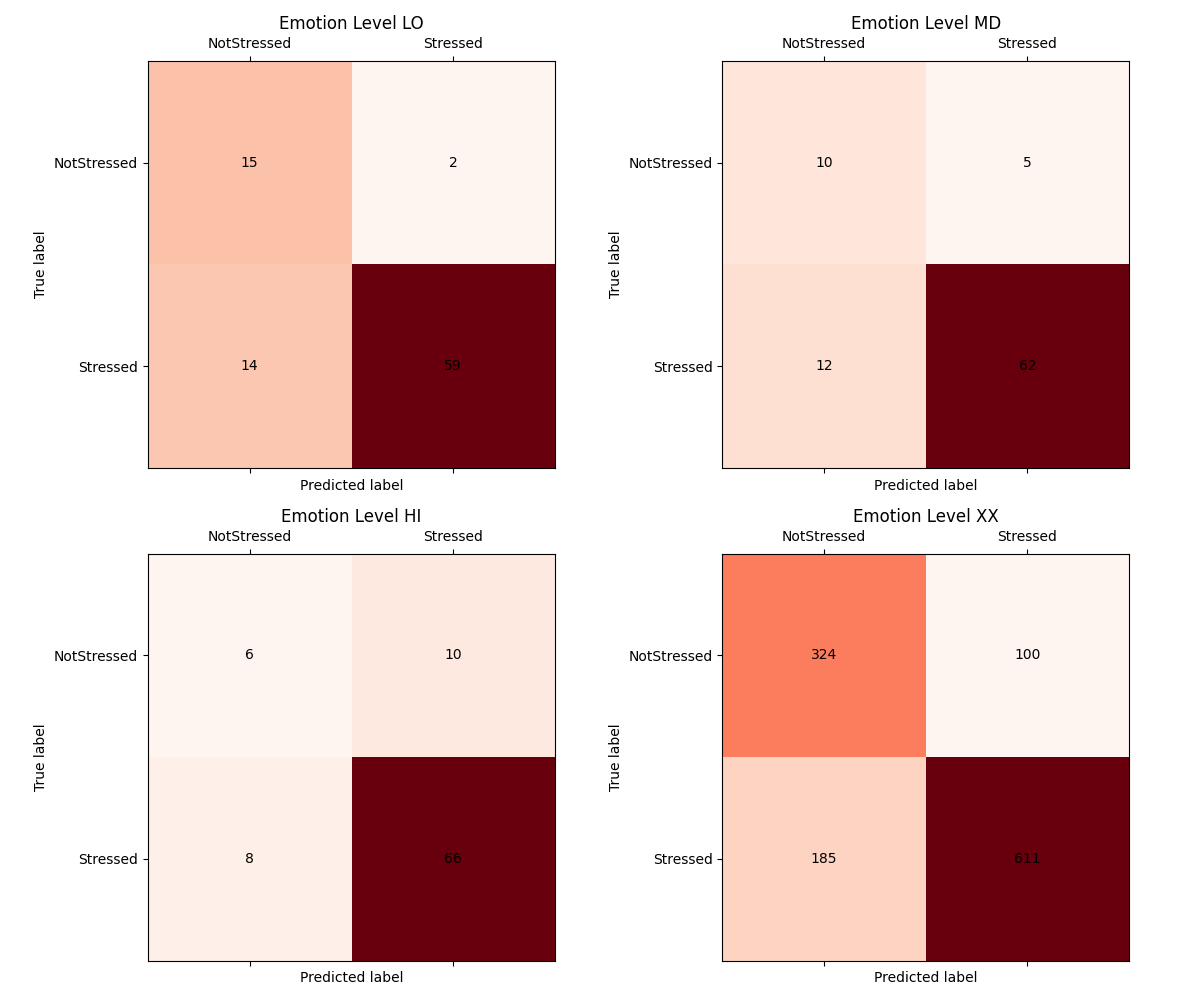 Emotion Level LO
NotStressed Stressed
NotStressed 15 2
True label
Stressed 14 59
Predicted label
Emotion Level MD
NotStressed Stressed
NotStressed 10 5
True label
Stressed 12 62
Predicted label
Emotion Level HI
NotStressed Stressed
NotStressed 6 10
True label
Stressed 8 66
Predicted label
Emotion Level XX
NotStressed Stressed
NotStressed 324 100
True label
Stressed 185 611
Predicted label